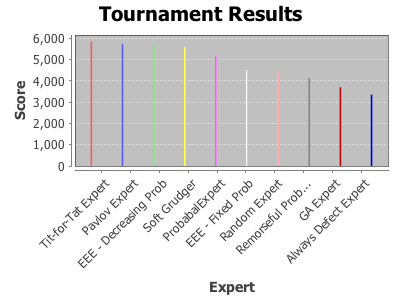 Tournament Results
Score
6,000
5,000
4,000
3,000
2,000
1,000
0
Tit-for-Tat Expert
Pavlov Expert
EEE - Decreasing Prob
Soft Grudger
ProbabalExpert
EEE - Fixed Prob
Random Expert
Remorseful Prob...
GA Expert
Always Defect Expert
Expert